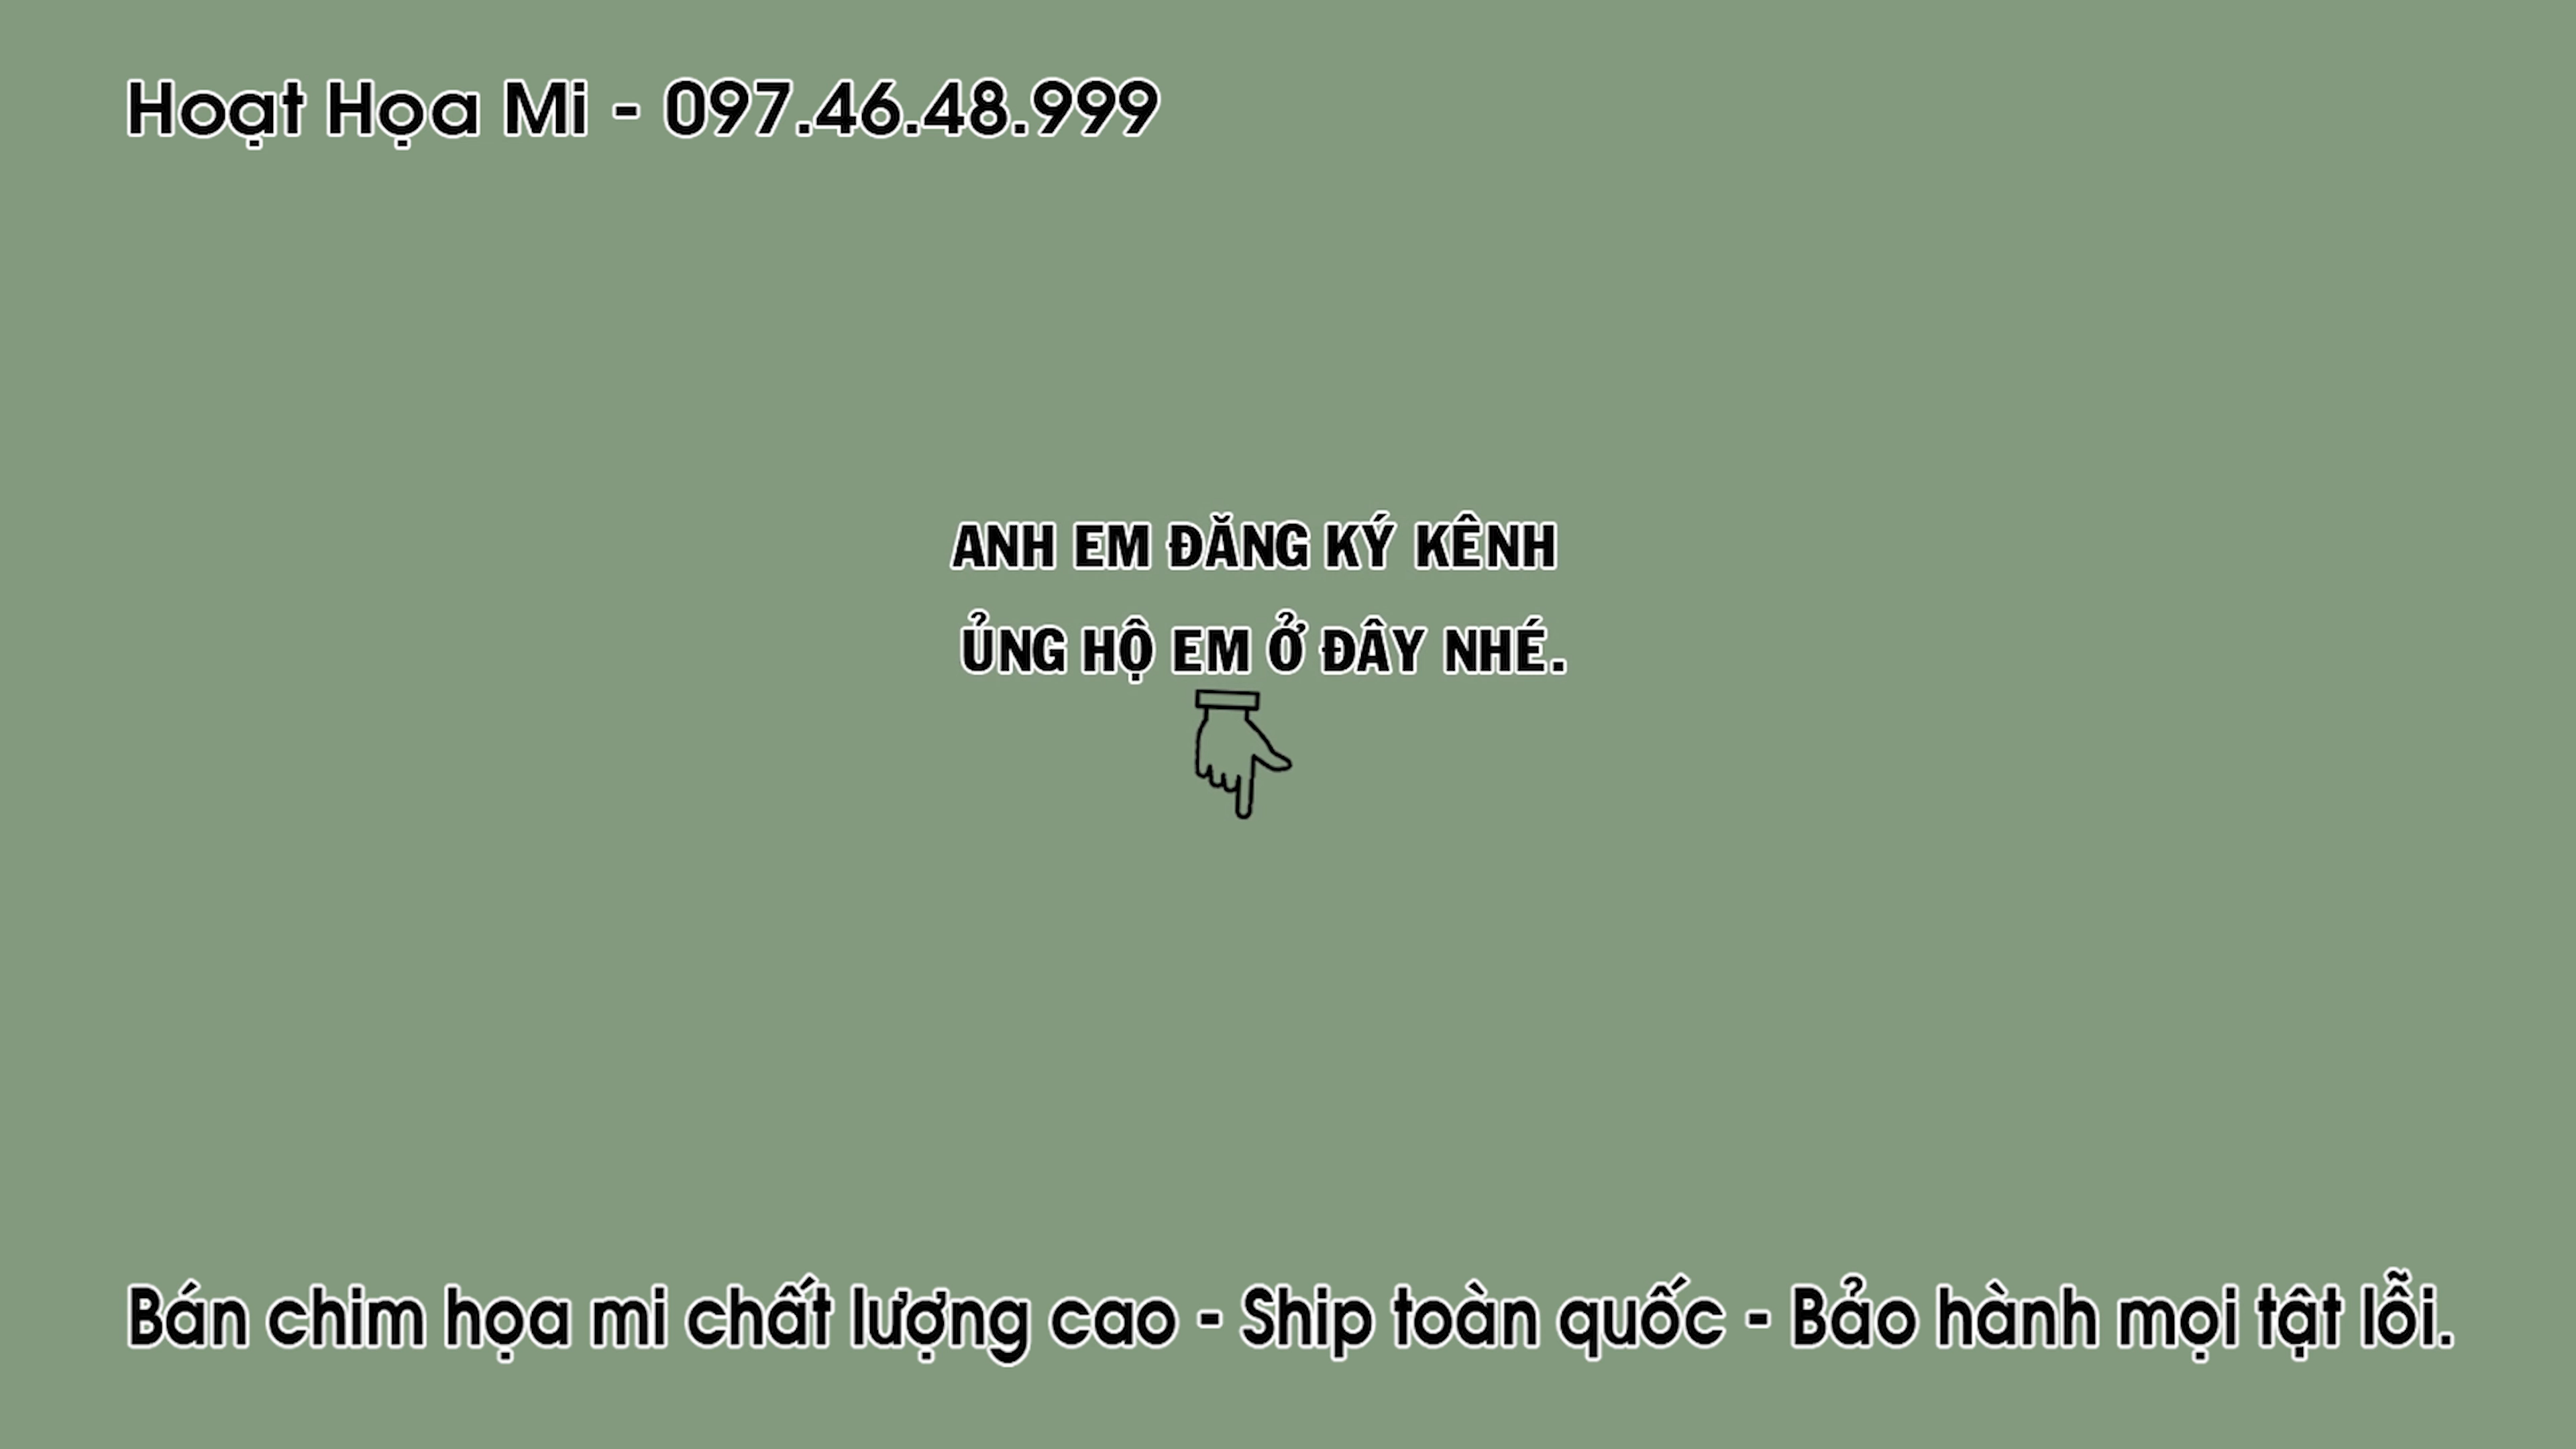 Hoạt Họa Mi - 097.46.48.999
ANH EM ĐĂNG KÝ KÊNH
ỦNG HỘ EM Ở ĐÂY NHÉ.
Bán chim họa mi chất lượng cao - Ship toàn quốc - Bảo hành mọi tật lỗi.